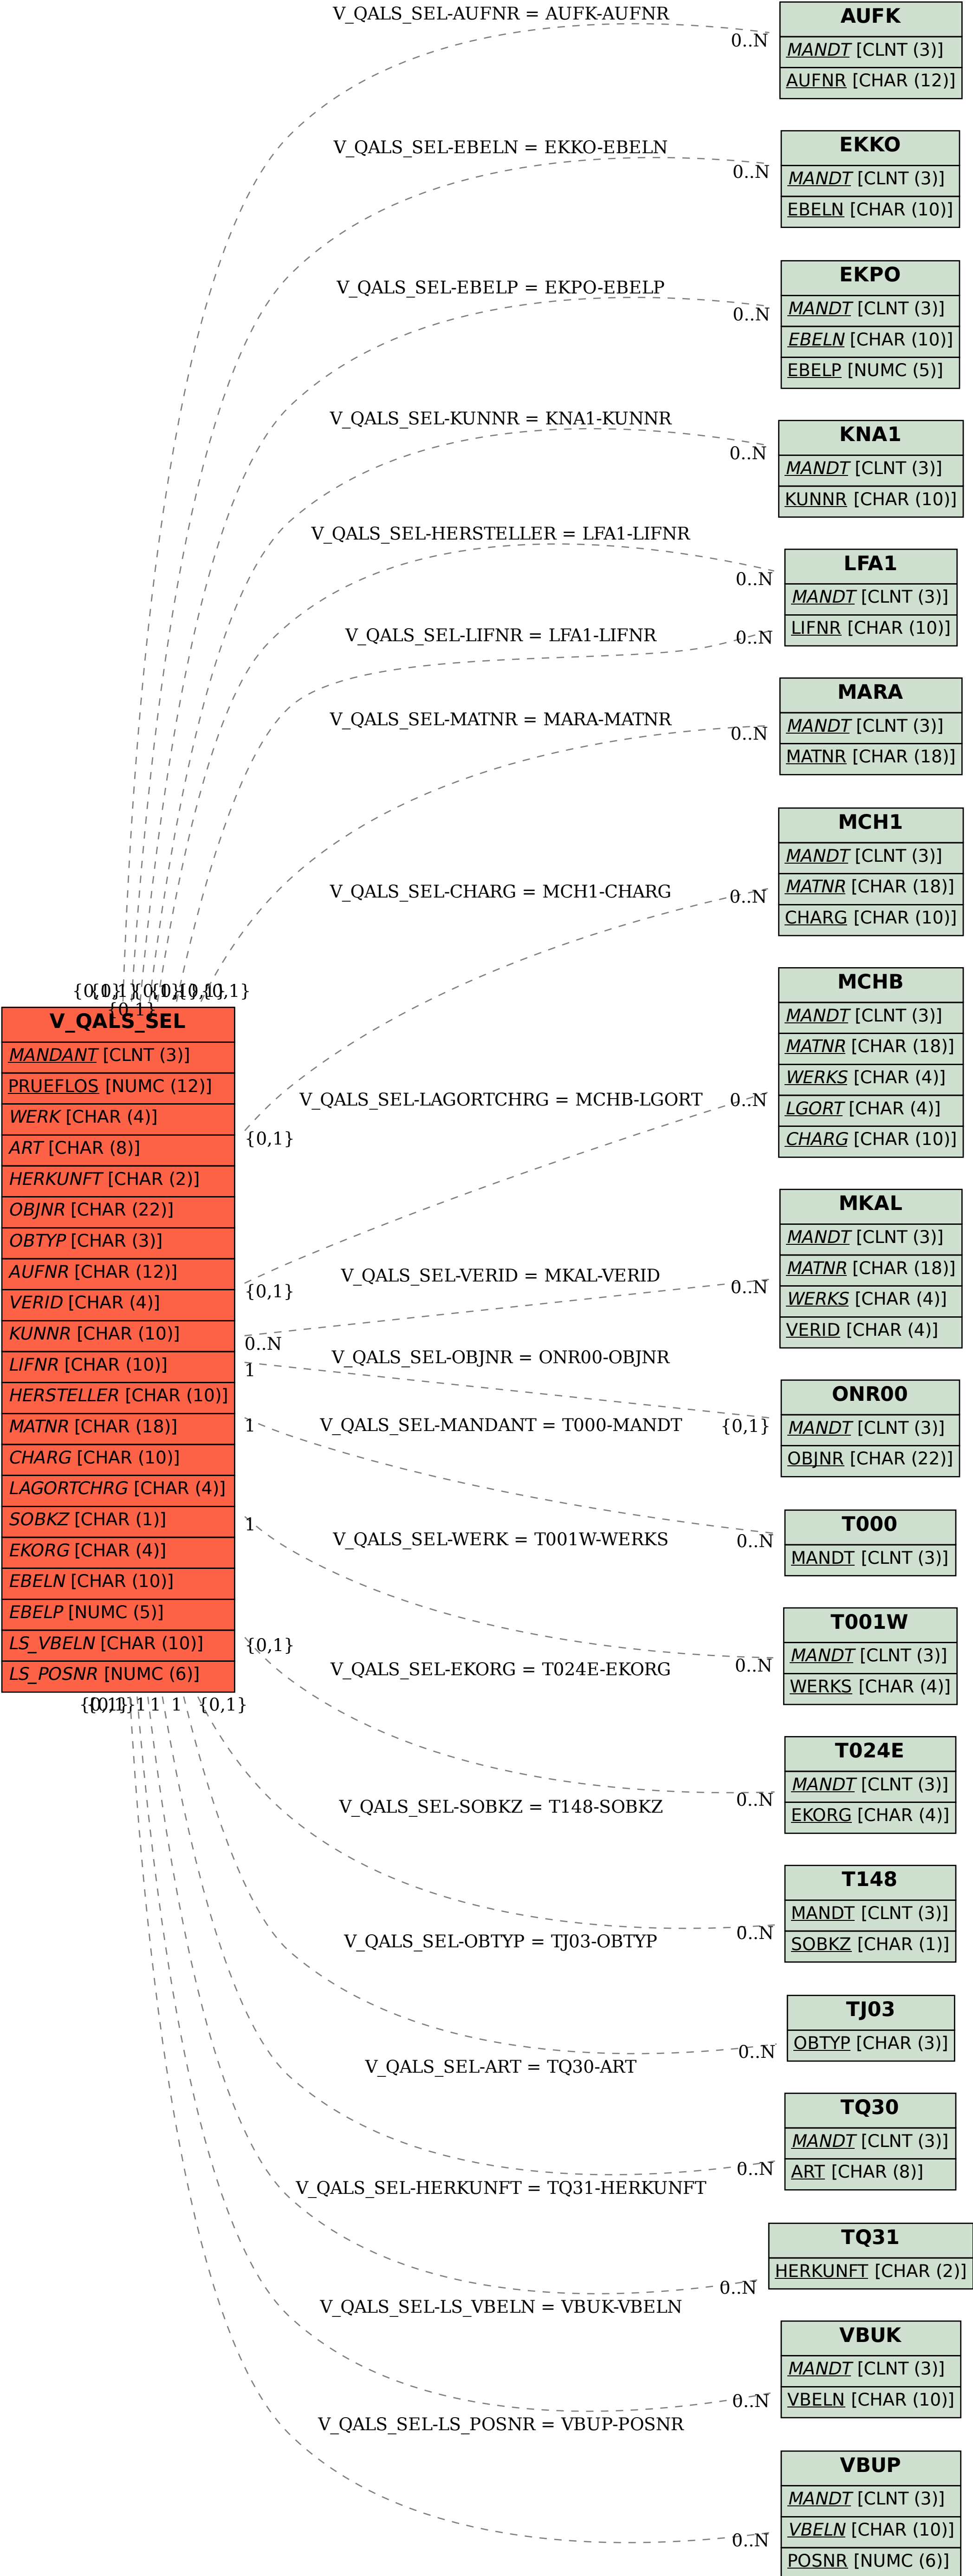 V_QALS_SEL-AUFNR = AUFK-AUFNR
0..N
AUFK
MANDT [CLNT (3)]
AUFNR [CHAR (12)]
V_QALS_SEL-EBELN = EKKO-EBELN
0..N
EKKO
MANDT [CLNT (3)]
EBELN [CHAR (10)]
V_QALS_SEL-EBELP = EKPO-EBELP
0..N
EKPO
MANDT [CLNT (3)]
EBELN [CHAR (10)]
EBELP [NUMC (5)]
V_QALS_SEL-KUNNR = KNA1-KUNNR
0..N
KNA1
MANDT [CLNT (3)]
KUNNR [CHAR (10)]
V_QALS_SEL-HERSTELLER = LFA1-LIFNR
0..N
V_QALS_SEL-LIFNR = LFA1-LIFNR
0..N
LFA1
MANDT [CLNT (3)]
LIFNR [CHAR (10)]
V_QALS_SEL-MATNR = MARA-MATNR
0..N
MARA
MANDT [CLNT (3)]
MATNR [CHAR (18)]
V_QALS_SEL-CHARG = MCH1-CHARG
0..N
MCH1
MANDT [CLNT (3)]
MATNR [CHAR (18)]
CHARG [CHAR (10)]
{0,1}
V_QALS_SEL
MANDANT [CLNT (3)]
PRUEFLOS [NUMC (12)]
WERK [CHAR (4)]
ART [CHAR (8)]
HERKUNFT [CHAR (2)]
OBJNR [CHAR (22)]
OBTYP [CHAR (3)]
AUFNR [CHAR (12)]
VERID [CHAR (4)]
KUNNR [CHAR (10)]
LIFNR [CHAR (10)]
HERSTELLER [CHAR (10)]
MATNR [CHAR (18)]
CHARG [CHAR (10)]
LAGORTCHRG [CHAR (4)]
SOBKZ [CHAR (1)]
EKORG [CHAR (4)]
EBELN [CHAR (10)]
EBELP [NUMC (5)]
LS_VBELN [CHAR (10)]
LS_POSNR [NUMC (6)]
{0,1}
V_QALS_SEL-LAGORTCHRG = MCHB-LGORT
0..N
{0,1}
MCHB
MANDT [CLNT (3)]
MATNR [CHAR (18)]
WERKS [CHAR (4)]
LGORT [CHAR (4)]
CHARG [CHAR (10)]
V_QALS_SEL-VERID = MKAL-VERID
0..N
0..N
MKAL
MANDT [CLNT (3)]
MATNR [CHAR (18)]
WERKS [CHAR (4)]
VERID [CHAR (4)]
V_QALS_SEL-OBJNR = ONR00-OBJNR
1
{0,1}
ONR00
MANDT [CLNT (3)]
OBJNR [CHAR (22)]
V_QALS_SEL-MANDANT = T000-MANDT
1
0..N
T000
MANDT [CLNT (3)]
V_QALS_SEL-WERK = T001W-WERKS
1
0..N
T001W
MANDT [CLNT (3)]
WERKS [CHAR (4)]
V_QALS_SEL-EKORG = T024E-EKORG
{0,1}
0..N
T024E
MANDT [CLNT (3)]
EKORG [CHAR (4)]
V_QALS_SEL-SOBKZ = T148-SOBKZ
{0,1}
0..N
T148
MANDT [CLNT (3)]
SOBKZ [CHAR (1)]
V_QALS_SEL-OBTYP = TJ03-OBTYP
1
0..N
TJ03
OBTYP [CHAR (3)]
V_QALS_SEL-ART = TQ30-ART
1
0..N
TQ30
MANDT [CLNT (3)]
ART [CHAR (8)]
V_QALS_SEL-HERKUNFT = TQ31-HERKUNFT
1
0..N
TQ31
HERKUNFT [CHAR (2)]
V_QALS_SEL-LS_VBELN = VBUK-VBELN
0..N
VBUK
MANDT [CLNT (3)]
VBELN [CHAR (10)]
V_QALS_SEL-LS_POSNR = VBUP-POSNR
0..N
VBUP
MANDT [CLNT (3)]
VBELN [CHAR (10)]
POSNR [NUMC (6)]